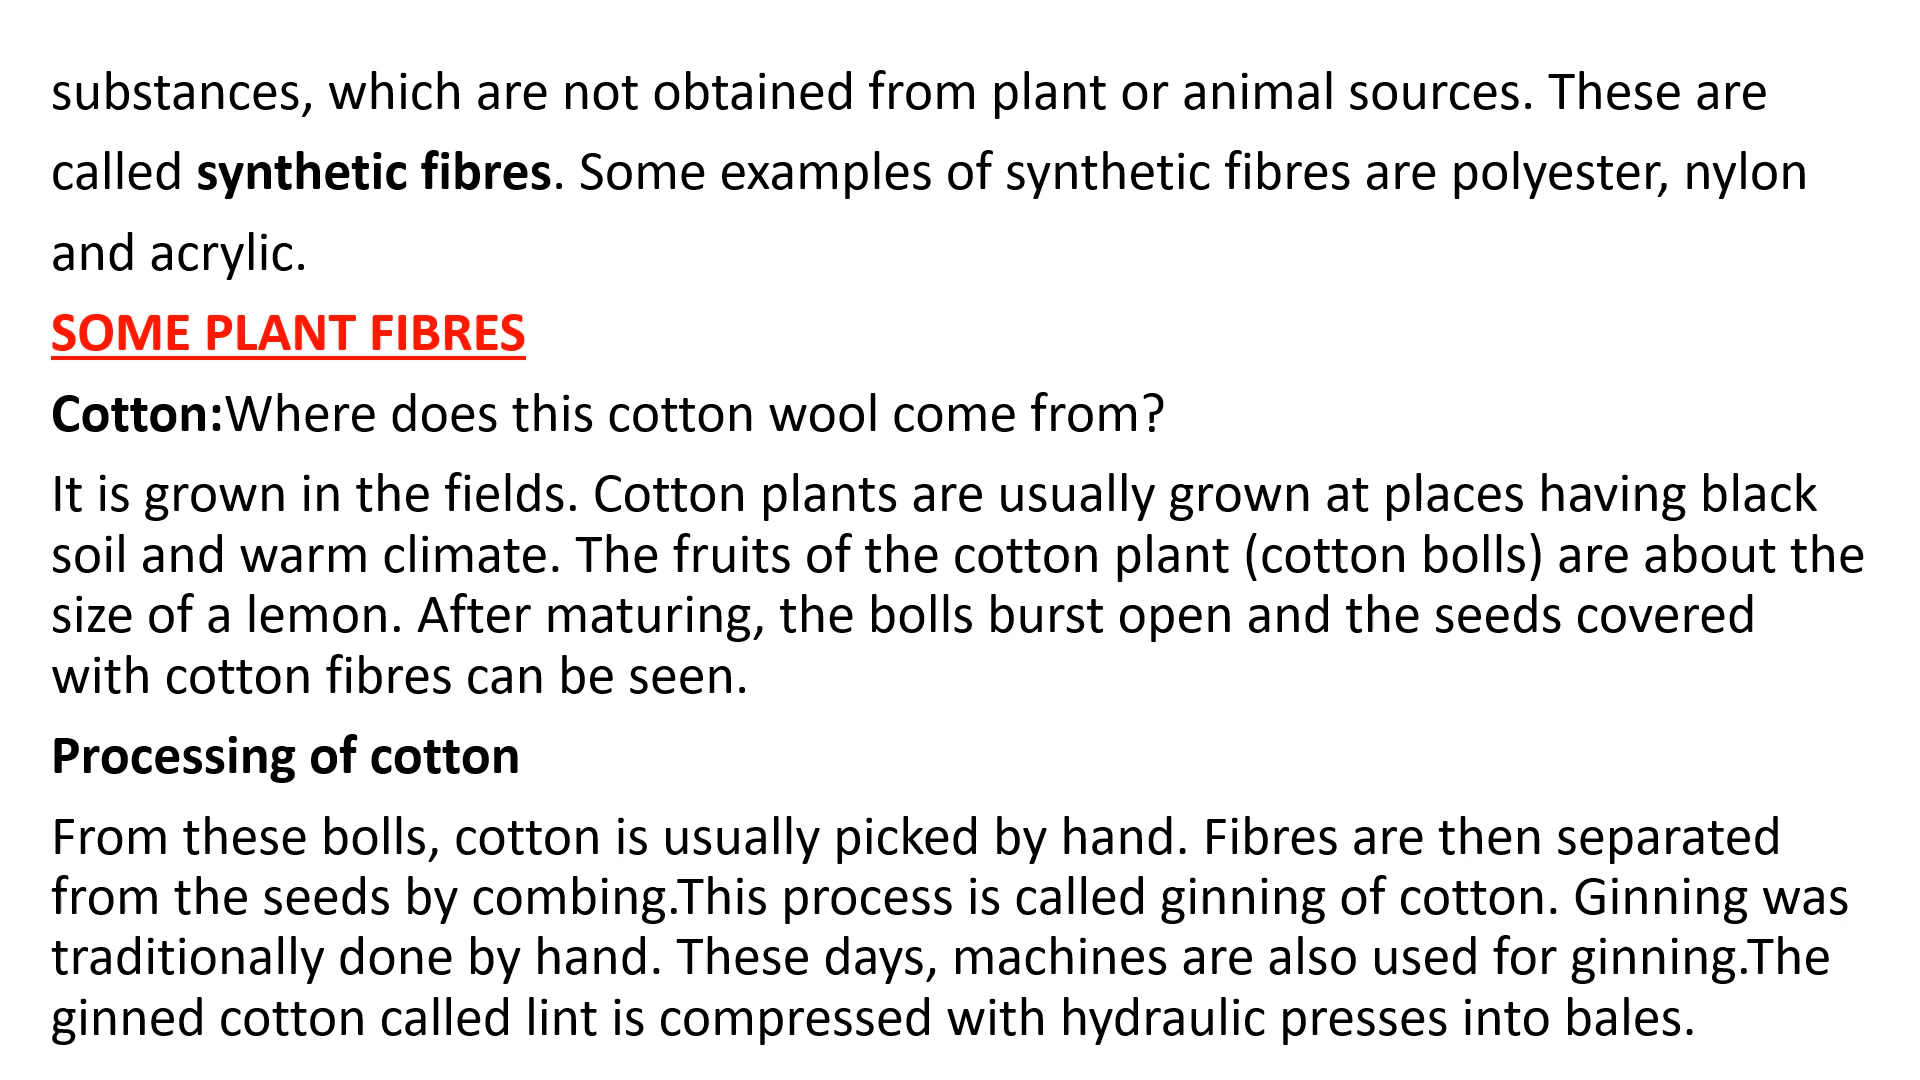 substances, which are not obtained from plant or animal sources. These are
called synthetic fibres. Some examples of synthetic fibres are polyester, nylon
and acrylic.
SOME PLANT FIBRES
Cotton:Where does this cotton wool come from?
It is grown in the fields. Cotton plants are usually grown at places having black
soil and warm climate. The fruits of the cotton plant (cotton bolls) are about the
size of a lemon. After maturing, the bolls burst open and the seeds covered
with cotton fibres can be seen.
Processing of cotton
From these bolls, cotton is usually picked by hand. Fibres are then separated
from the seeds by combing.This process is called ginning of cotton. Ginning was
traditionally done by hand. These days, machines are also used for ginning.The
ginned cotton called lint is compressed with hydraulic presses into bales.